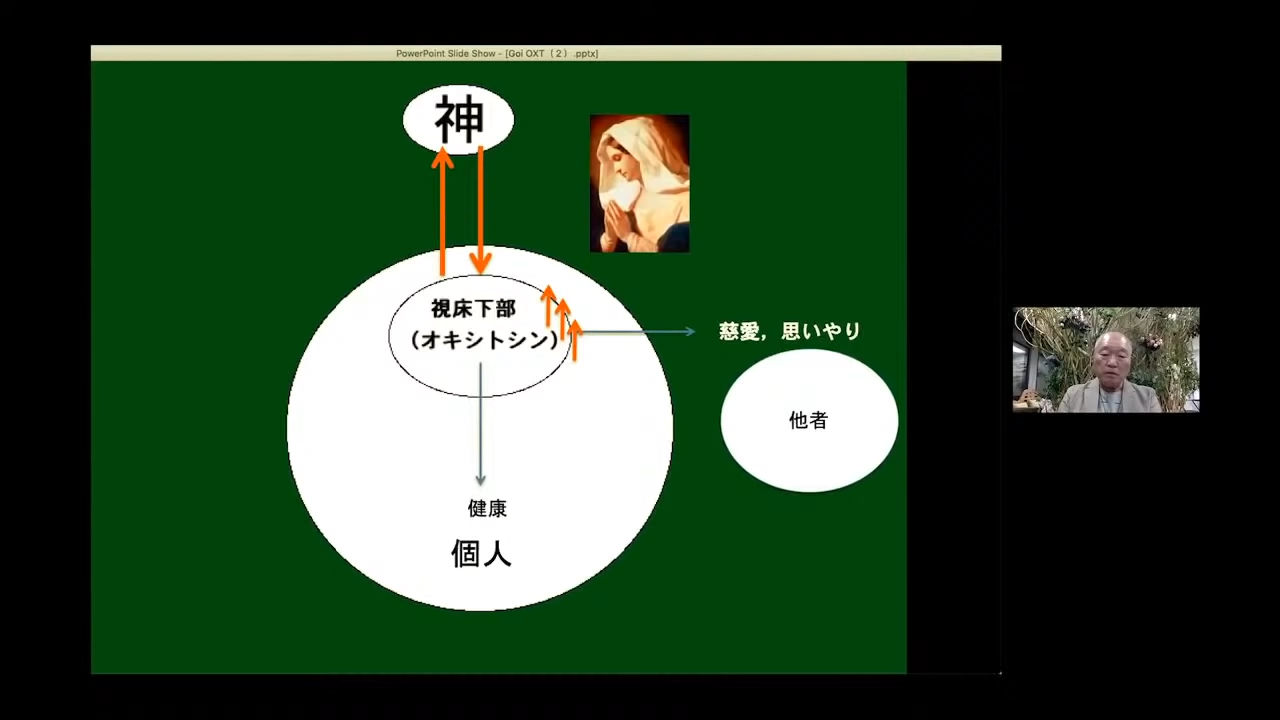 PowerPoint Slide Show - [Goi OXT（２）.pptx]
神
視床下部
（オキシトシン）
慈愛，思いやり
他者
健康
個人